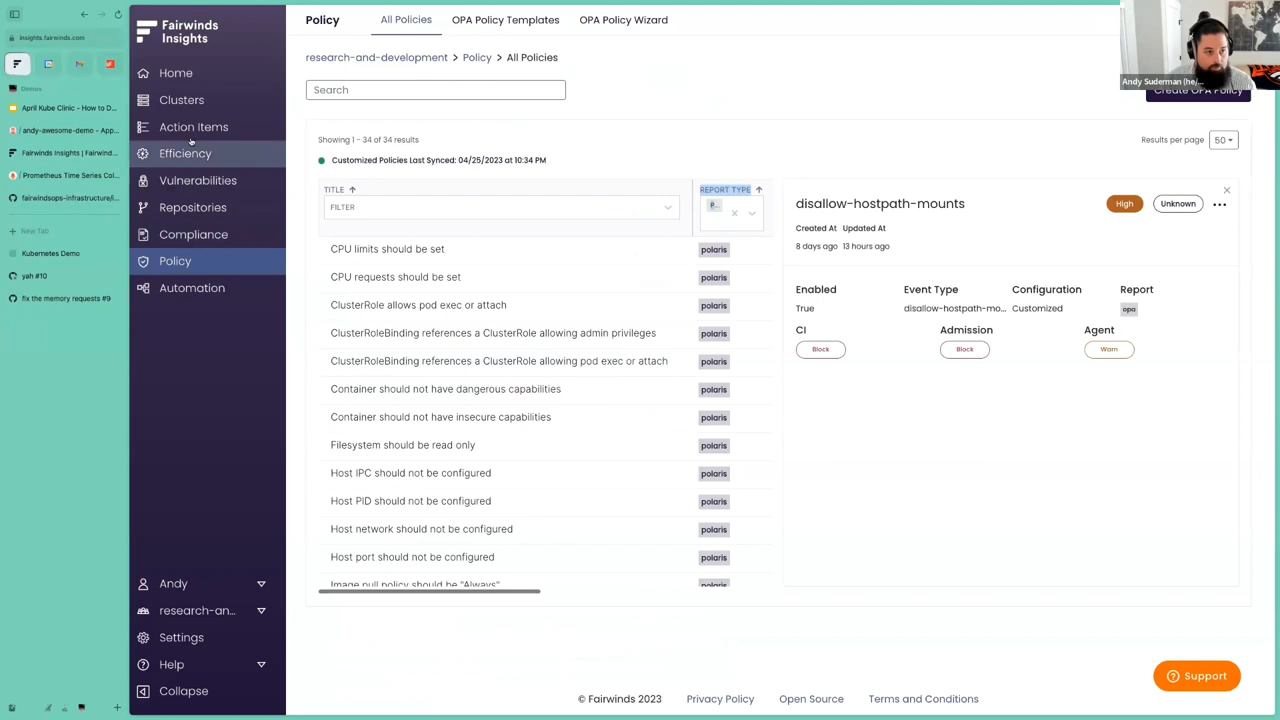 insights.fairwinds.com
Demos
April Kube Clinic - How to D...
/ andy-awesome-demo - App...
Fairwinds Insights | Fairwind...
Prometheus Time Series Col...
fairwindsops-infrastructure/i...
New Tab
Kubernetes Demo
yah #10
fix the memory requests #9
Fairwinds
Insights
Home
Clusters
Action Items
Efficiency
Vulnerabilities
Repositories
Compliance
Policy
Automation
Andy
research-an...
Settings
Help
Collapse
Policy
All Policies
OPA Policy Templates
OPA Policy Wizard
research-and-development > Policy > All Policies
Search
Andy Suderman (he/...
Create OPA Policy
Showing 1 - 34 of 34 results
Results per page
50
Customized Policies Last Synced: 04/25/2023 at 10:34 PM
TITLE
REPORT TYPE
FILTER
p...
CPU limits should be set
polaris
CPU requests should be set
polaris
ClusterRole allows pod exec or attach
polaris
ClusterRoleBinding references a ClusterRole allowing admin privileges
polaris
ClusterRoleBinding references a ClusterRole allowing pod exec or attach
polaris
Container should not have dangerous capabilities
polaris
Container should not have insecure capabilities
polaris
Filesystem should be read only
polaris
Host IPC should not be configured
polaris
Host PID should not be configured
polaris
Host network should not be configured
polaris
Host port should not be configured
polaris
Image pull policy should be "Always"
polaris
disallow-hostpath-mounts
High
Unknown
Created At
Updated At
8 days ago
13 hours ago
Enabled
Event Type
Configuration
Report
True
disallow-hostpath-mo...
Customized
opa
CI
Admission
Agent
Block
Block
Warn
Support
© Fairwinds 2023
Privacy Policy
Open Source
Terms and Conditions